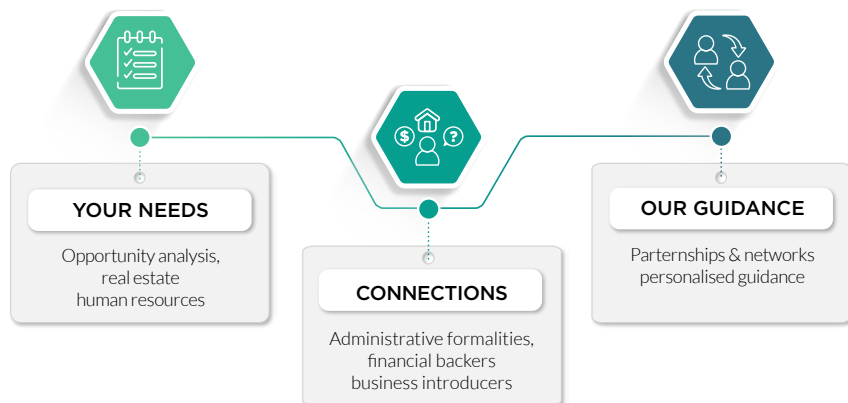 YOUR NEEDS
Opportunity analysis,
real estate
human resources
$
?
CONNECTIONS
Administrative formalities,
financial backers
business introducers
OUR GUIDANCE
Parternships & networks
personalised guidance